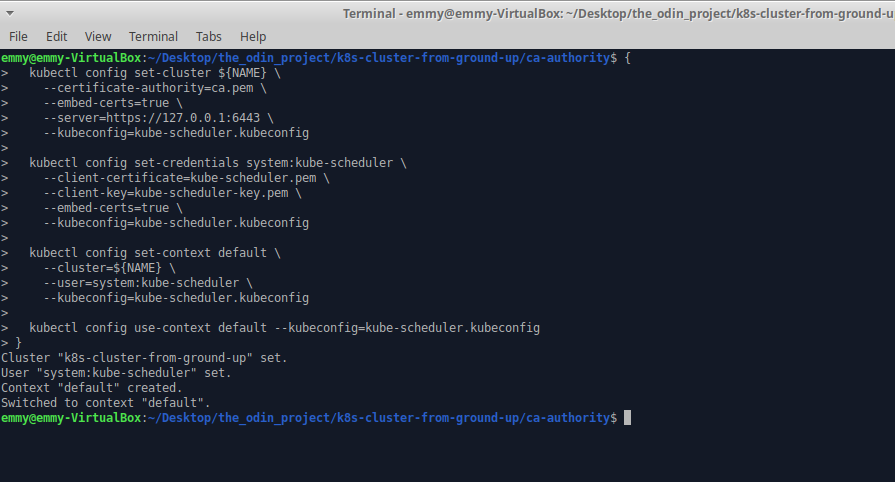 Terminal - emmy@emmy-VirtualBox: ~/Desktop/the_odin_project/k8s-cluster-from-ground-u
File Edit View Terminal Tabs Help
emmy@emmy-VirtualBox:~/Desktop/the_odin_project/k8s-cluster-from-ground-up/ca-authority$ {
>   kubectl config set-cluster ${NAME} \
>     --certificate-authority=ca.pem \
>     --embed-certs=true \
>     --server=https://127.0.0.1:6443 \
>     --kubeconfig=kube-scheduler.kubeconfig
>
>   kubectl config set-credentials system:kube-scheduler \
>     --client-certificate=kube-scheduler.pem \
>     --client-key=kube-scheduler-key.pem \
>     --embed-certs=true \
>     --kubeconfig=kube-scheduler.kubeconfig
>
>   kubectl config set-context default \
>     --cluster=${NAME} \
>     --user=system:kube-scheduler \
>     --kubeconfig=kube-scheduler.kubeconfig
>
>   kubectl config use-context default --kubeconfig=kube-scheduler.kubeconfig
> }
Cluster "k8s-cluster-from-ground-up" set.
User "system:kube-scheduler" set.
Context "default" created.
Switched to context "default".
emmy@emmy-VirtualBox:~/Desktop/the_odin_project/k8s-cluster-from-ground-up/ca-authority$